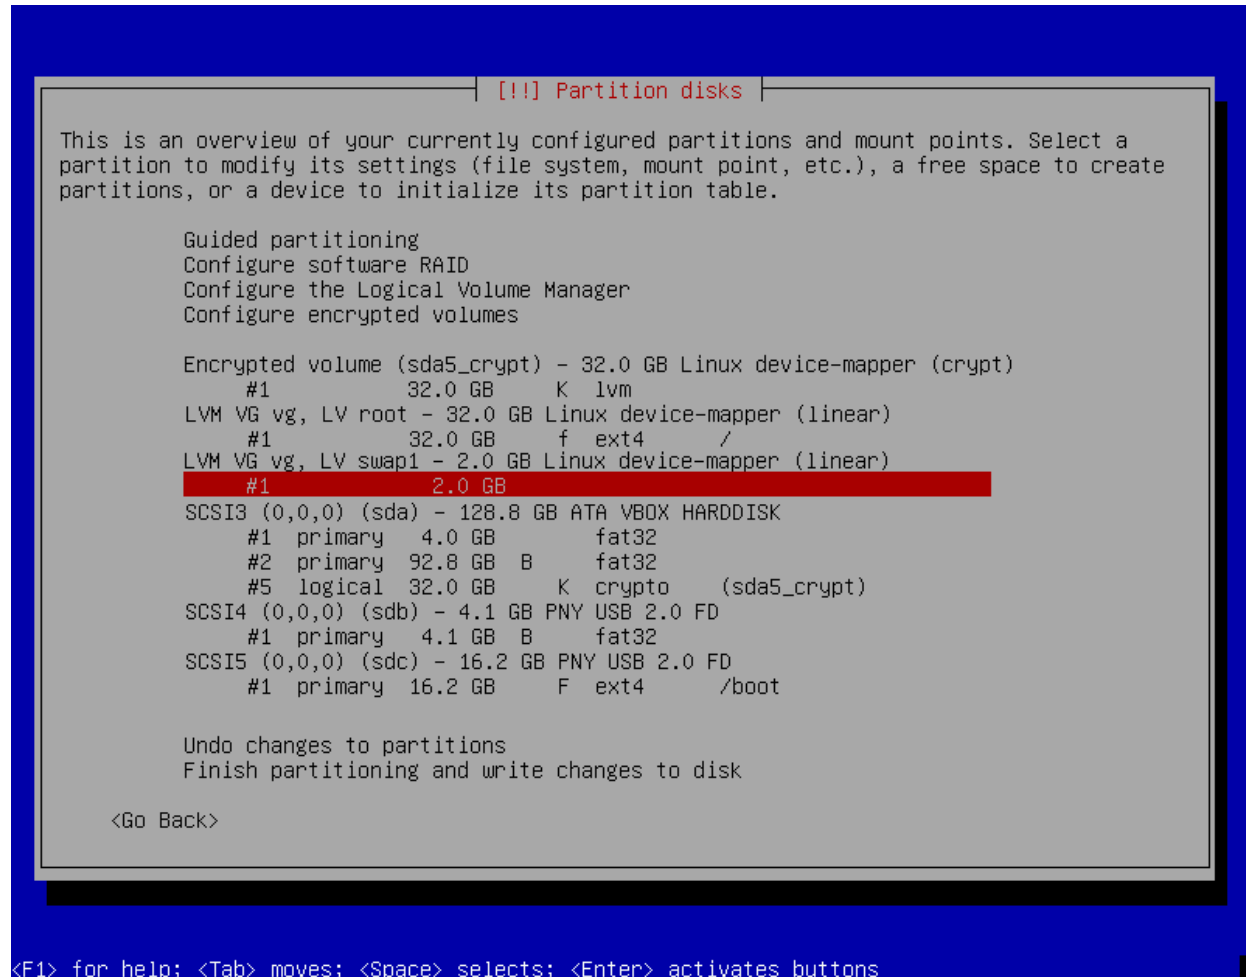 [!!] Partition disks
This is an overview of your currently configured partitions and mount points. Select a
partition to modify its settings (file system, mount point, etc.), a free space to create
partitions, or a device to initialize its partition table.
Guided partitioning
Configure software RAID
Configure the Logical Volume Manager
Configure encrypted volumes
Encrypted volume (sda5_crypt) - 32.0 GB Linux device-mapper (crypt)
#1 32.0 GB K lvm
LVM VG vg, LV root - 32.0 GB Linux device-mapper (linear)
#1 32.0 GB f ext4 /
LVM VG vg, LV swap1 - 2.0 GB Linux device-mapper (linear)
#1 2.0 GB
SCSI3 (0,0,0) (sda) - 128.8 GB ATA VBOX HARDDISK
#1 primary 4.0 GB fat32
#2 primary 92.8 GB B fat32
#5 logical 32.0 GB K crypto (sda5_crypt)
SCSI4 (0,0,0) (sdb) - 4.1 GB PNY USB 2.0 FD
#1 primary 4.1 GB B fat32
SCSI5 (0,0,0) (sdc) - 16.2 GB PNY USB 2.0 FD
#1 primary 16.2 GB F ext4 /boot
Undo changes to partitions
Finish partitioning and write changes to disk
<Go Back>
<F1> for help; <Tab> moves; <Space> selects; <Enter> activates buttons